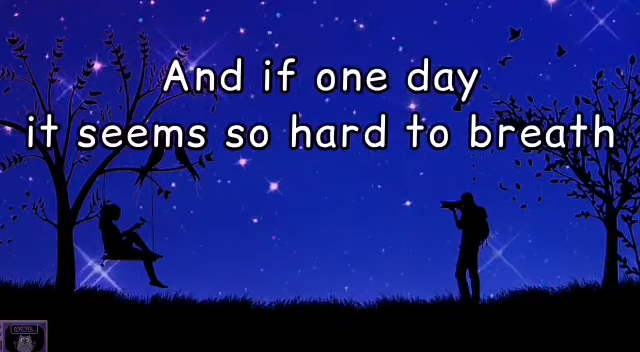 And if one day
it seems so hard to breath